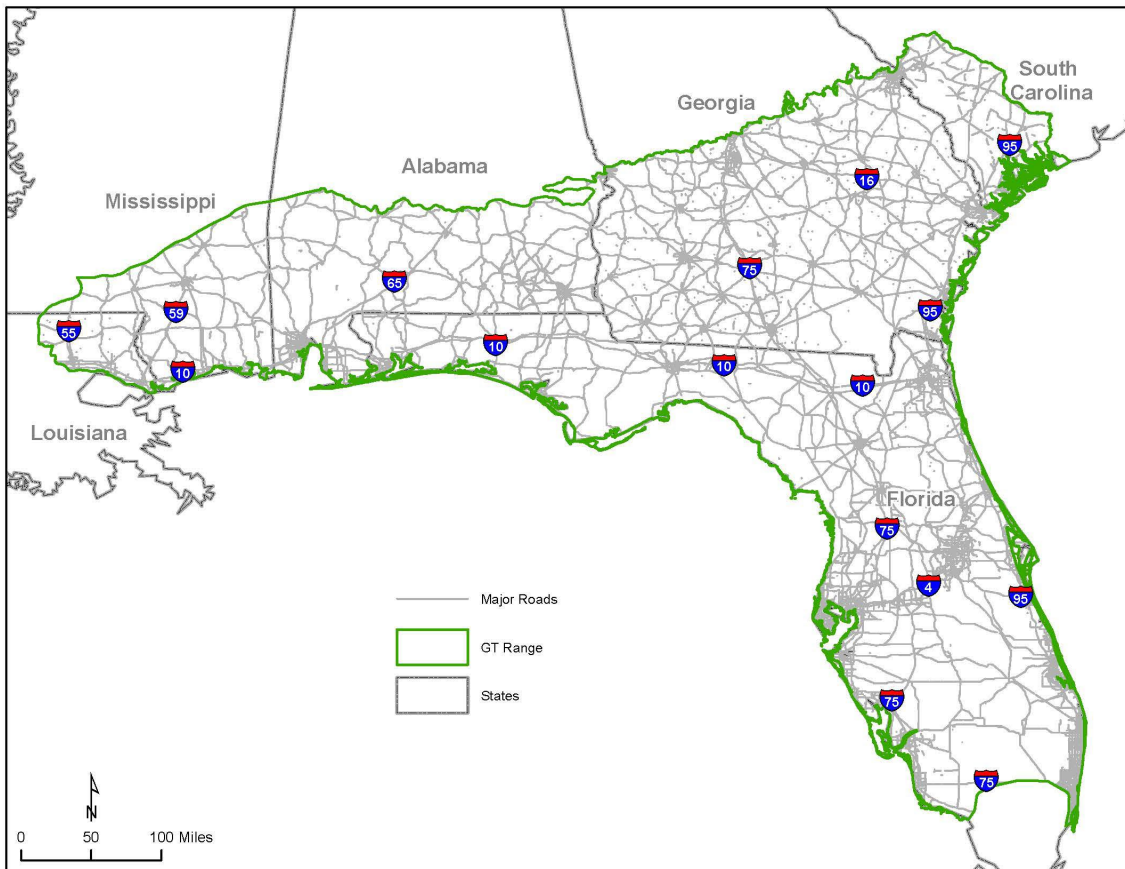 South
Carolina
Georgia
95
Alabama
16
Mississippi
75
65
59
95
55
10
10
10
10
Louisiana
Florida
75
4
95
Major Roads
GT Range
States
75
75
N
0 50 100 Miles